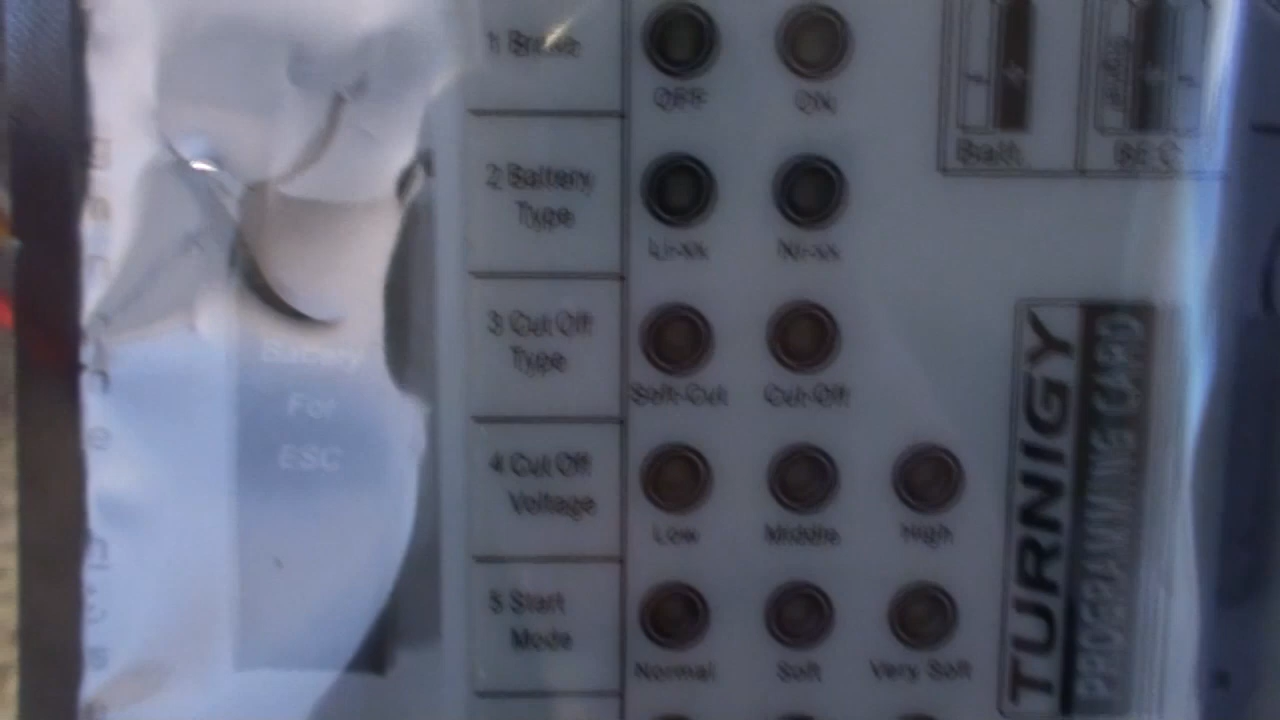 1 Brake
OFF
ON
2 Battery
Type
Li-xx
Ni-xx
3 Cut Off
Type
Soft-Cut
Cut-Off
4 Cut Off
Voltage
Low
Middle
High
5 Start
Mode
Normal
Soft
Very Soft
Batt.
BEC
TURNIGY
PROGRAMMING CARD
Battery
For
ESC